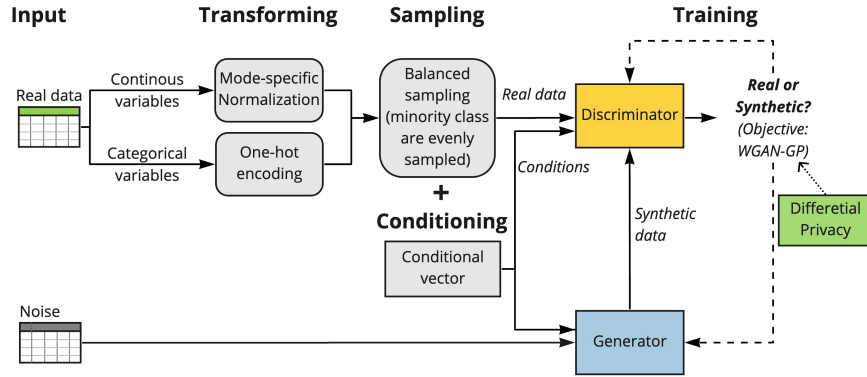 Input
Transforming
Sampling
Training
Real data
Continous
variables
Categorical
variables
Mode-specific
Normalization
One-hot
encoding
Balanced
sampling
(minority class
are evenly
sampled)
+
Conditioning
Conditional
vector
Real data
Conditions
Discriminator
Synthetic
data
Real or
Synthetic?
(Objective:
WGAN-GP)
Differetial
Privacy
Noise
Generator